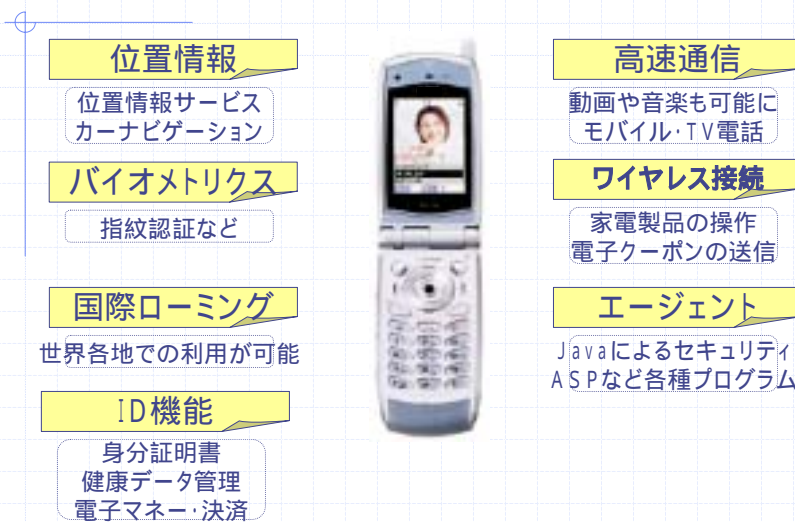 位置情報
位置情報サービス
カーナビゲーション
バイオメトリクス
指紋認証など
国際ローミング
世界各地での利用が可能
ID機能
身分証明書
健康データ管理
電子マネー・決済
高速通信
動画や音楽も可能に
モバイル・TV電話
ワイヤレス接続
家電製品の操作
電子クーポンの送信
エージェント
Javaによるセキュリティ
ASPなど各種プログラム